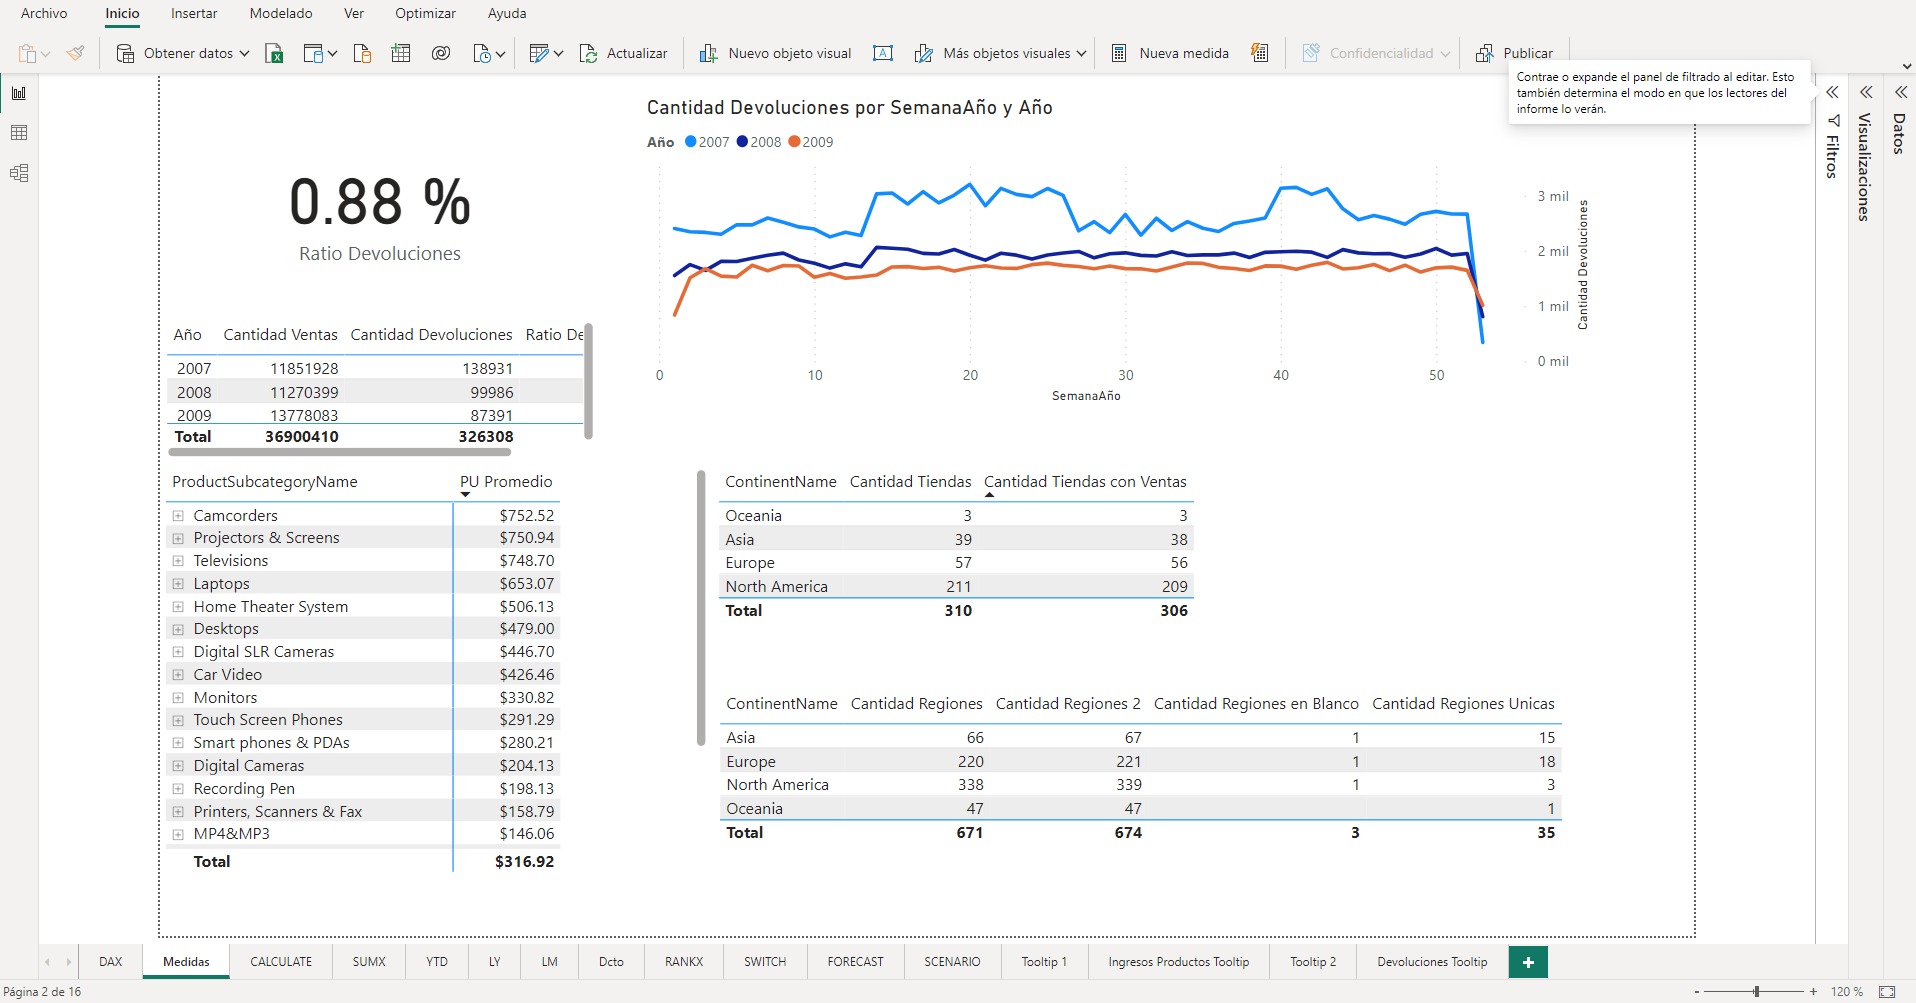 Archivo Inicio Insertar Modelado Ver Optimizar Ayuda
Obtener datos Actualizar Nuevo objeto visual Más objetos visuales Nueva medida Confidencialidad Publicar
Contrae o expande el panel de filtrado al editar. Esto
también determina el modo en que los lectores del
informe lo verán.
Filtros
Visualizaciones
Datos
0.88 %
Ratio Devoluciones
Cantidad Devoluciones por SemanaAño y Año
Año 2007 2008 2009
3 mil
2 mil
1 mil
0 mil
Cantidad Devoluciones
0 10 20 30 40 50
SemanaAño
Año Cantidad Ventas Cantidad Devoluciones Ratio De
2007 11851928 138931
2008 11270399 99986
2009 13778083 87391
Total 36900410 326308
ProductSubcategoryName PU Promedio
Camcorders $752.52
Projectors & Screens $750.94
Televisions $748.70
Laptops $653.07
Home Theater System $506.13
Desktops $479.00
Digital SLR Cameras $446.70
Car Video $426.46
Monitors $330.82
Touch Screen Phones $291.29
Smart phones & PDAs $280.21
Digital Cameras $204.13
Recording Pen $198.13
Printers, Scanners & Fax $158.79
MP4&MP3 $146.06
Total $316.92
ContinentName Cantidad Tiendas Cantidad Tiendas con Ventas
Oceania 3 3
Asia 39 38
Europe 57 56
North America 211 209
Total 310 306
ContinentName Cantidad Regiones Cantidad Regiones 2 Cantidad Regiones en Blanco Cantidad Regiones Unicas
Asia 66 67 1 15
Europe 220 221 1 18
North America 338 339 1 3
Oceania 47 47 1
Total 671 674 3 35
DAX Medidas CALCULATE SUMX YTD LY LM Dcto RANKX SWITCH FORECAST SCENARIO Tooltip 1 Ingresos Productos Tooltip Tooltip 2 Devoluciones Tooltip +
Página 2 de 16
- + 120 %